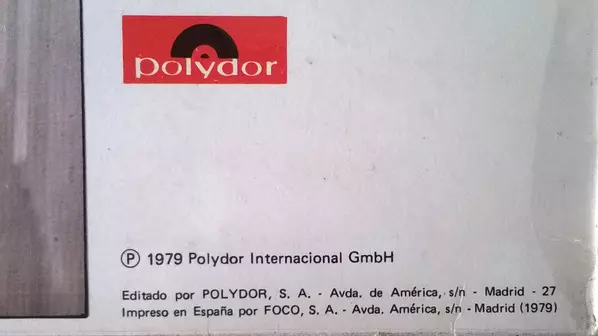 polydor
Ⓟ 1979 Polydor Internacional GmbH
Editado por POLYDOR, S. A. - Avda. de América, s/n - Madrid - 27
Impreso en España por FOCO, S. A. - Avda. América, s/n - Madrid (1979)